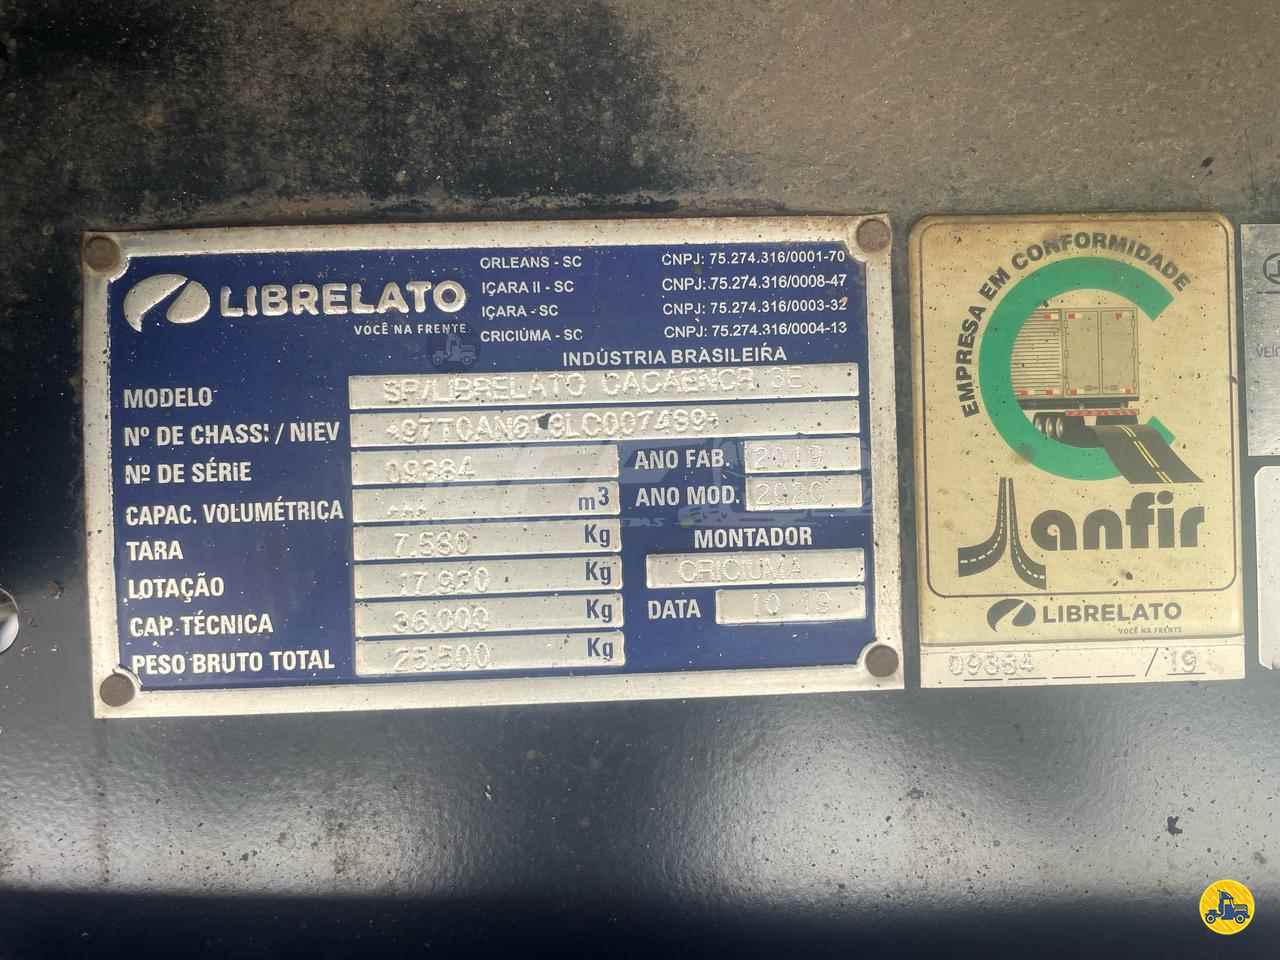 LIBRELATO
VOCÊ NA FRENTE
ORLEANS - SC CNPJ: 75.274.316/0001-70
IÇARA II - SC CNPJ: 75.274.316/0008-47
IÇARA - SC CNPJ: 75.274.316/0003-32
CRICIÚMA - SC CNPJ: 75.274.316/0004-13
INDÚSTRIA BRASILEIRA
MODELO SR/LIBRELATO CACAENCR 3E
Nº DE CHASSI / NIEV
Nº DE SÉRIE 09384
ANO FAB. 2019
CAPAC. VOLUMÉTRICA *** m3
ANO MOD. 2020
TARA 7.580 Kg
MONTADOR
LOTAÇÃO 17.920 Kg
CRICIUMA
CAP. TÉCNICA 36.000 Kg
DATA 10 19
PESO BRUTO TOTAL 25.500 Kg
EMPRESA EM CONFORMIDADE
anfir
LIBRELATO
VOCÊ NA FRENTE
09384 / 19